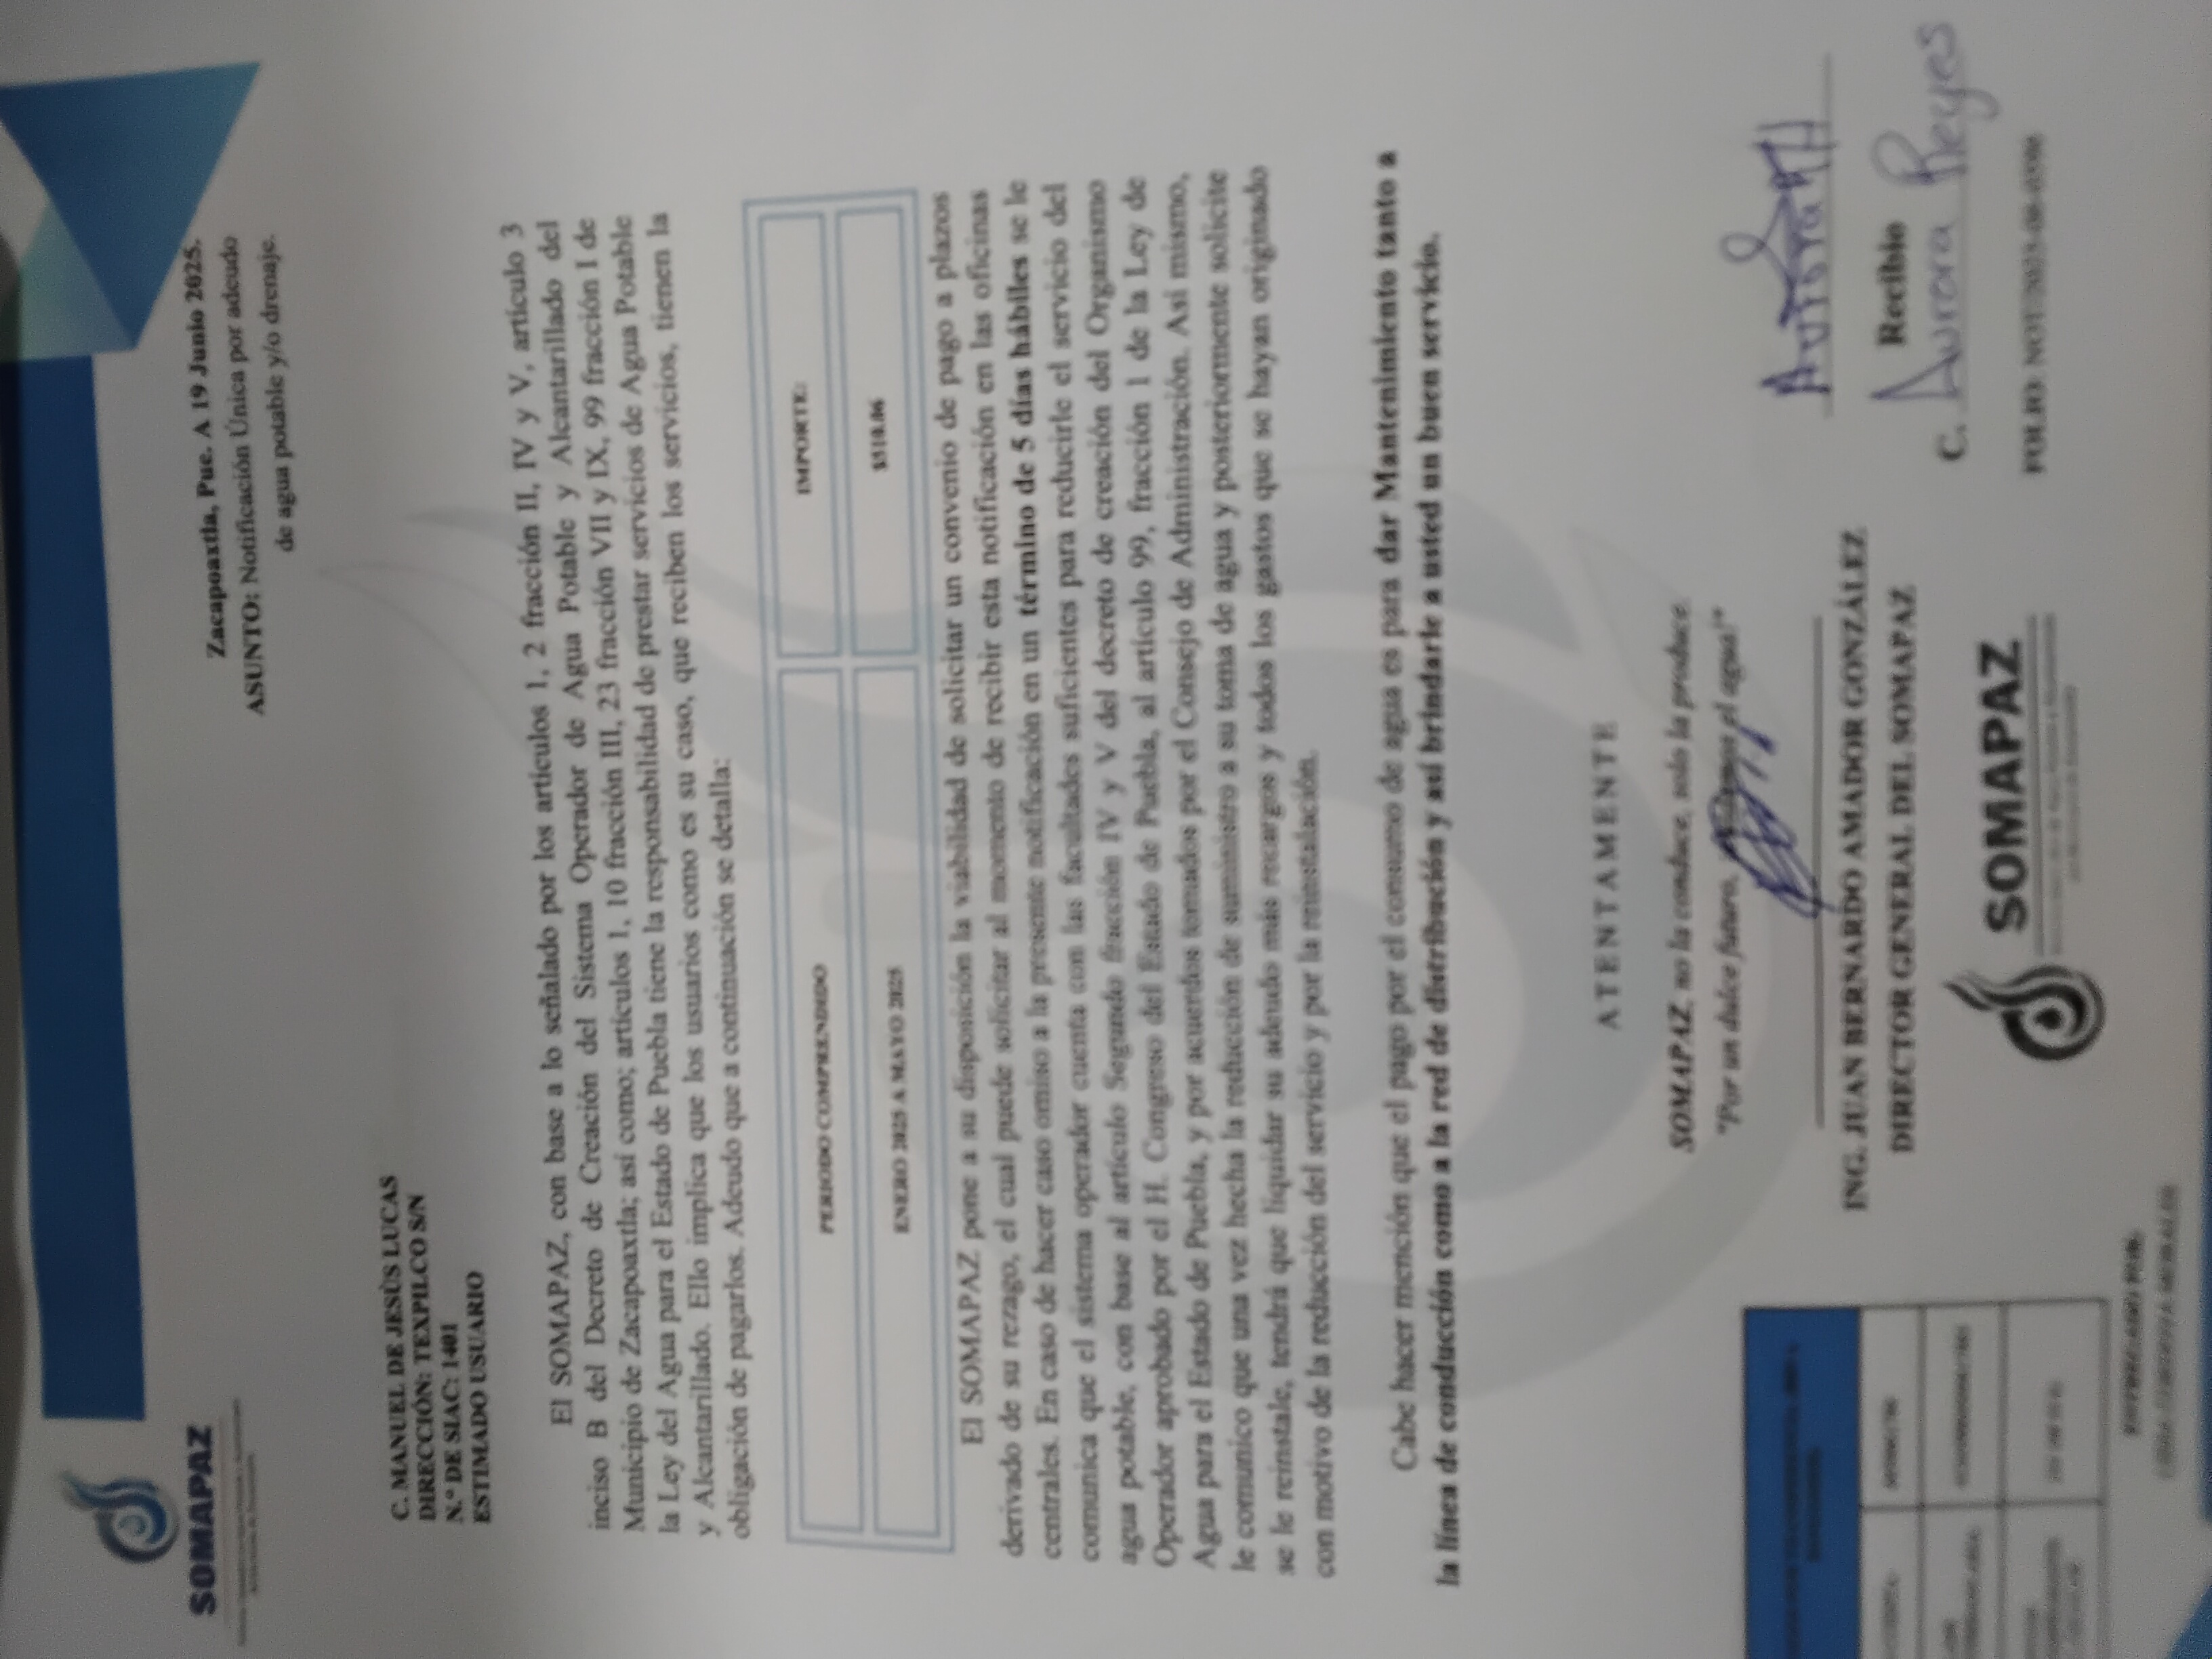 SOMAPAZ
Zacapoaxtla, Pue. A 19 Junio 2025.
ASUNTO: Notificación Única por adeudo
de agua potable y/o drenaje.
C. MANUEL DE JESÙS LUCAS
DIRECCIÓN: TEXPILCO S/N
N.º DE SIAC: 1401
ESTIMADO USUARIO
El SOMAPAZ, con base a lo señalado por los artículos 1, 2 fracción II, IV y V, artículo 3
inciso B del Decreto de Creación del Sistema Operador de Agua Potable y Alcantarillado del
Municipio de Zacapoaxtla; así como; artículos 1, 10 fracción III, 23 fracción VII y IX, 99 fracción I de
la Ley del Agua para el Estado de Puebla tiene la responsabilidad de prestar servicios de Agua Potable
y Alcantarillado. Ello implica que los usuarios como es su caso, que reciben los servicios, tienen la
obligación de pagarlos. Adeudo que a continuación se detalla:
PERIODO COMPRENDIDO
IMPORTE:
ENERO 2025 A MAYO 2025
El SOMAPAZ pone a su disposición la viabilidad de solicitar un convenio de pago a plazos
derivado de su rezago, el cual puede solicitar al momento de recibir esta notificación en las oficinas
centrales. En caso de hacer caso omiso a la presente notificación en un término de 5 días hábiles se le
comunica que el sistema operador cuenta con las facultades suficientes para reducirle el servicio del
agua potable, con base al artículo Segundo fracción IV y V del decreto de creación del Organismo
Operador aprobado por el H. Congreso del Estado de Puebla, al artículo 99, fracción 1 de la Ley de
Agua para el Estado de Puebla, y por acuerdos tomados por el Consejo de Administración. Así mismo,
le comunico que una vez hecha la reducción de suministro a su toma de agua y posteriormente solicite
se le reinstale, tendrá que liquidar su adeudo más recargos y todos los gastos que se hayan originado
con motivo de la reducción del servicio y por la reinstalación.
Cabe hacer mención que el pago por el consumo de agua es para dar Mantenimiento tanto a
la línea de conducción como a la red de distribución y así brindarle a usted un buen servicio.
ATENTAMENTE
SOMAPAZ, no la conduce, solo la produce.
"Por un dulce futuro, ¡Cuidemos el agua!"
ING. JUAN BERNARDO AMADOR GONZÁLEZ
DIRECTOR GENERAL DEL SOMAPAZ
SOMAPAZ
Aurora RH
Recibio
C. Aurora Reyes
FOLIO: NOT/2025-06-
ENTREGADO POR: